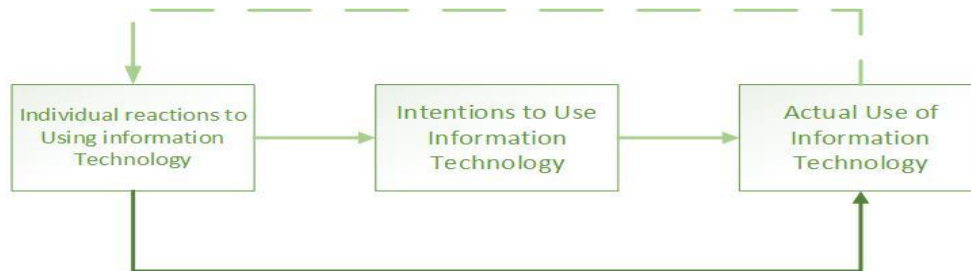 Individual reactions to
Using information
Technology
Intentions to Use
Information
Technology
Actual Use of
Information
Technology